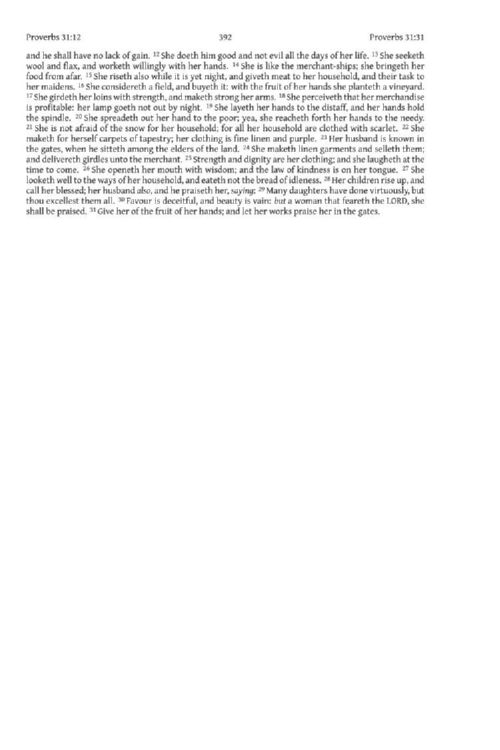 Proverbs 31:12 392 Proverbs 31:31
and he shall have no lack of gain. 12 She doeth him good and not evil all the days of her life. 13 She seeketh
wool and flax, and worketh willingly with her hands. 14 She is like the merchant-ships; she bringeth her
food from afar. 15 She riseth also while it is yet night, and giveth meat to her household, and their task to
her maidens. 16 She considereth a field, and buyeth it: with the fruit of her hands she planteth a vineyard.
17 She girdeth her loins with strength, and maketh strong her arms. 18 She perceiveth that her merchandise
is profitable: her lamp goeth not out by night. 19 She layeth her hands to the distaff, and her hands hold
the spindle. 20 She spreadeth out her hand to the poor; yea, she reacheth forth her hands to the needy.
21 She is not afraid of the snow for her household; for all her household are clothed with scarlet. 22 She
maketh for herself carpets of tapestry; her clothing is fine linen and purple. 23 Her husband is known in
the gates, when he sitteth among the elders of the land. 24 She maketh linen garments and selleth them;
and delivereth girdles unto the merchant. 25 Strength and dignity are her clothing; and she laugheth at the
time to come. 26 She openeth her mouth with wisdom; and the law of kindness is on her tongue. 27 She
looketh well to the ways of her household, and eateth not the bread of idleness. 28 Her children rise up, and
call her blessed; her husband also, and he praiseth her, saying: 29 Many daughters have done virtuously, but
thou excellest them all. 30 Favour is deceitful, and beauty is vain: but a woman that feareth the LORD, she
shall be praised. 31 Give her of the fruit of her hands; and let her works praise her in the gates.